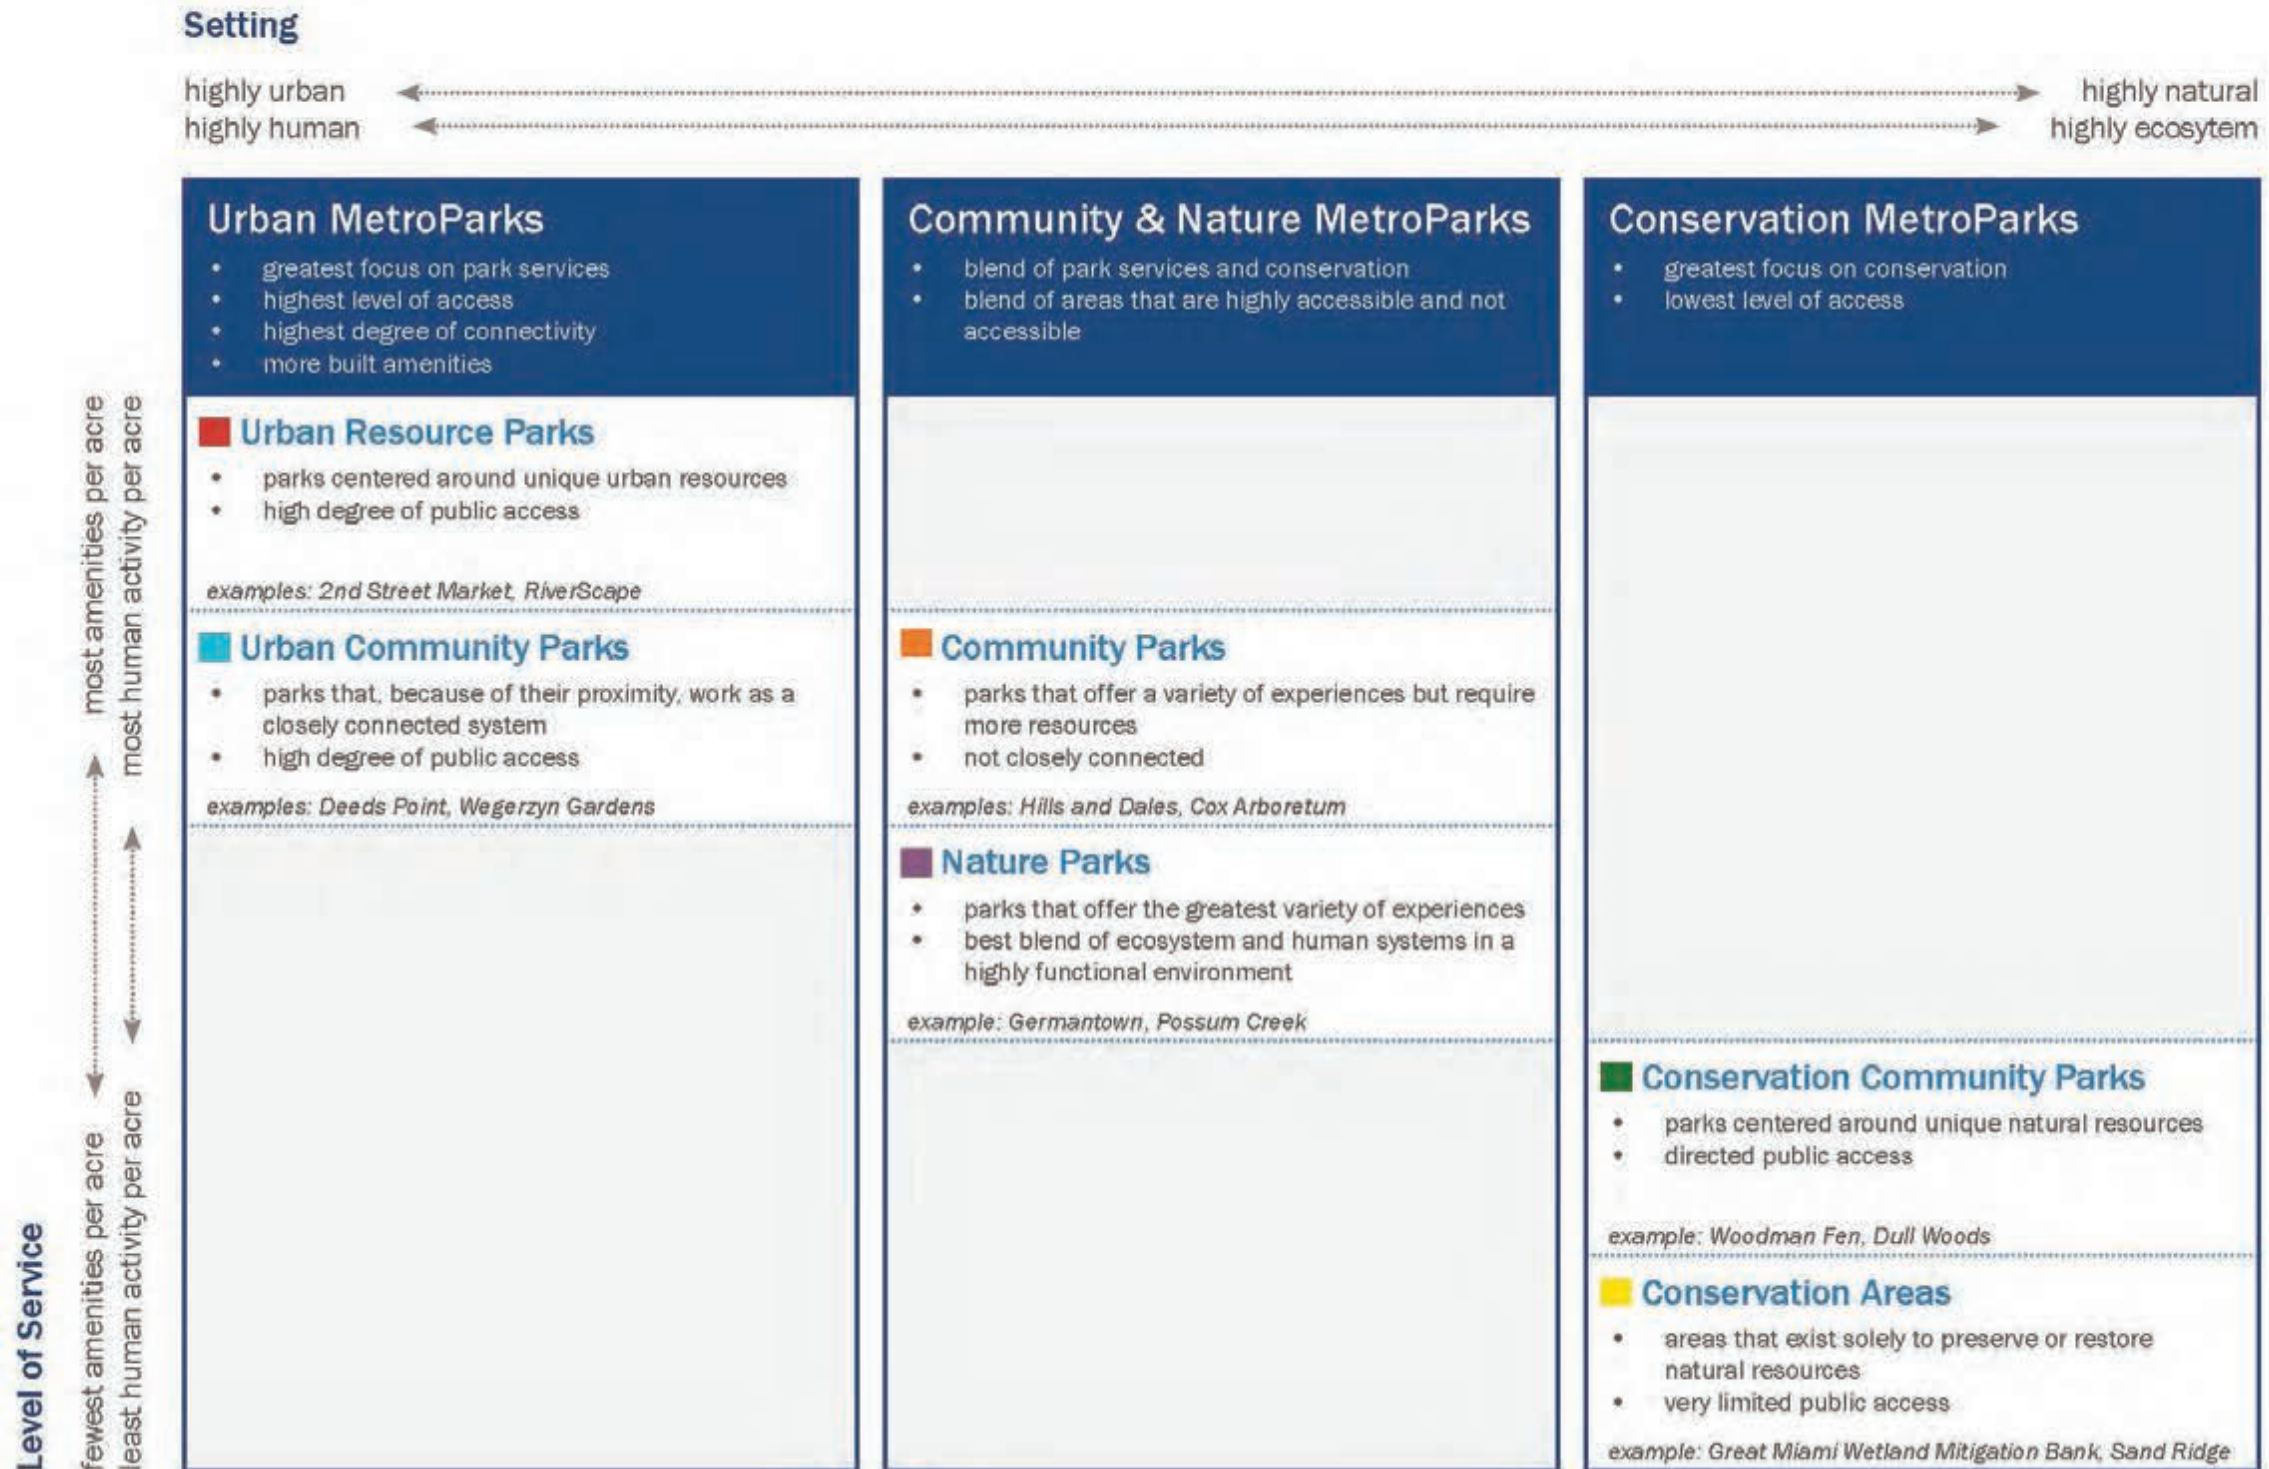 Setting
highly urban
highly natural
highly human
highly ecosytem
Urban MetroParks
• greatest focus on park services
• highest level of access
• highest degree of connectivity
• more built amenities
Community & Nature MetroParks
• blend of park services and conservation
• blend of areas that are highly accessible and not
accessible
Conservation MetroParks
• greatest focus on conservation
• lowest level of access
Urban Resource Parks
• parks centered around unique urban resources
• high degree of public access
examples: 2nd Street Market, RiverScape
Urban Community Parks
• parks that, because of their proximity, work as a
closely connected system
• high degree of public access
examples: Deeds Point, Wegerzyn Gardens
Community Parks
• parks that offer a variety of experiences but require
more resources
• not closely connected
examples: Hills and Dales, Cox Arboretum
Nature Parks
• parks that offer the greatest variety of experiences
• best blend of ecosystem and human systems in a
highly functional environment
example: Germantown, Possum Creek
Conservation Community Parks
• parks centered around unique natural resources
• directed public access
example: Woodman Fen, Dull Woods
Conservation Areas
• areas that exist solely to preserve or restore
natural resources
• very limited public access
example: Great Miami Wetland Mitigation Bank, Sand Ridge
Level of Service
most amenities per acre
most human activity per acre
fewest amenities per acre
least human activity per acre